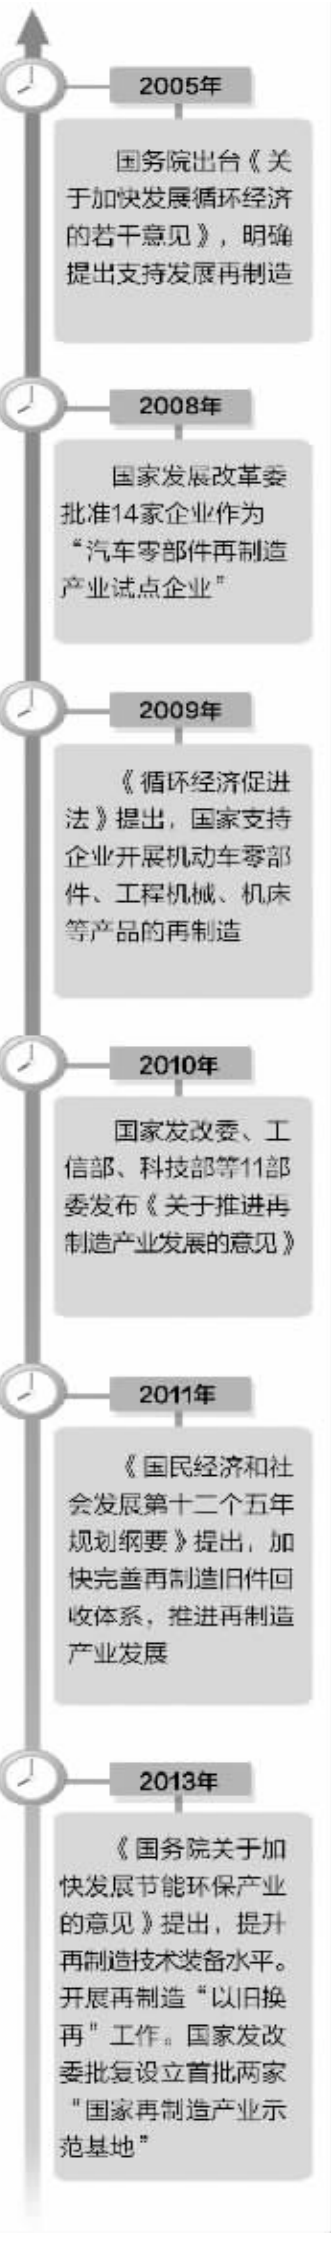 2005年
国务院出台《关
于加快发展循环经济
的若干意见》，明确
提出支持发展再制造
2008年
国家发展改革委
批准14家企业作为
“汽车零部件再制造
产业试点企业”
2009年
《循环经济促进
法》提出，国家支持
企业开展机动车零部
件、工程机械、机床
等产品的再制造
2010年
国家发改委、工
信部、科技部等11部
委发布《关于推进再
制造产业发展的意见》
2011年
《国民经济和社
会发展第十二个五年
规划纲要》提出，加
快完善再制造旧件回
收体系，推进再制造
产业发展
2013年
《国务院关于加
快发展节能环保产业
的意见》提出，提升
再制造技术装备水平。
开展再制造“以旧换
再”工作。国家发改
委批复设立首批两家
“国家再制造产业示
范基地”